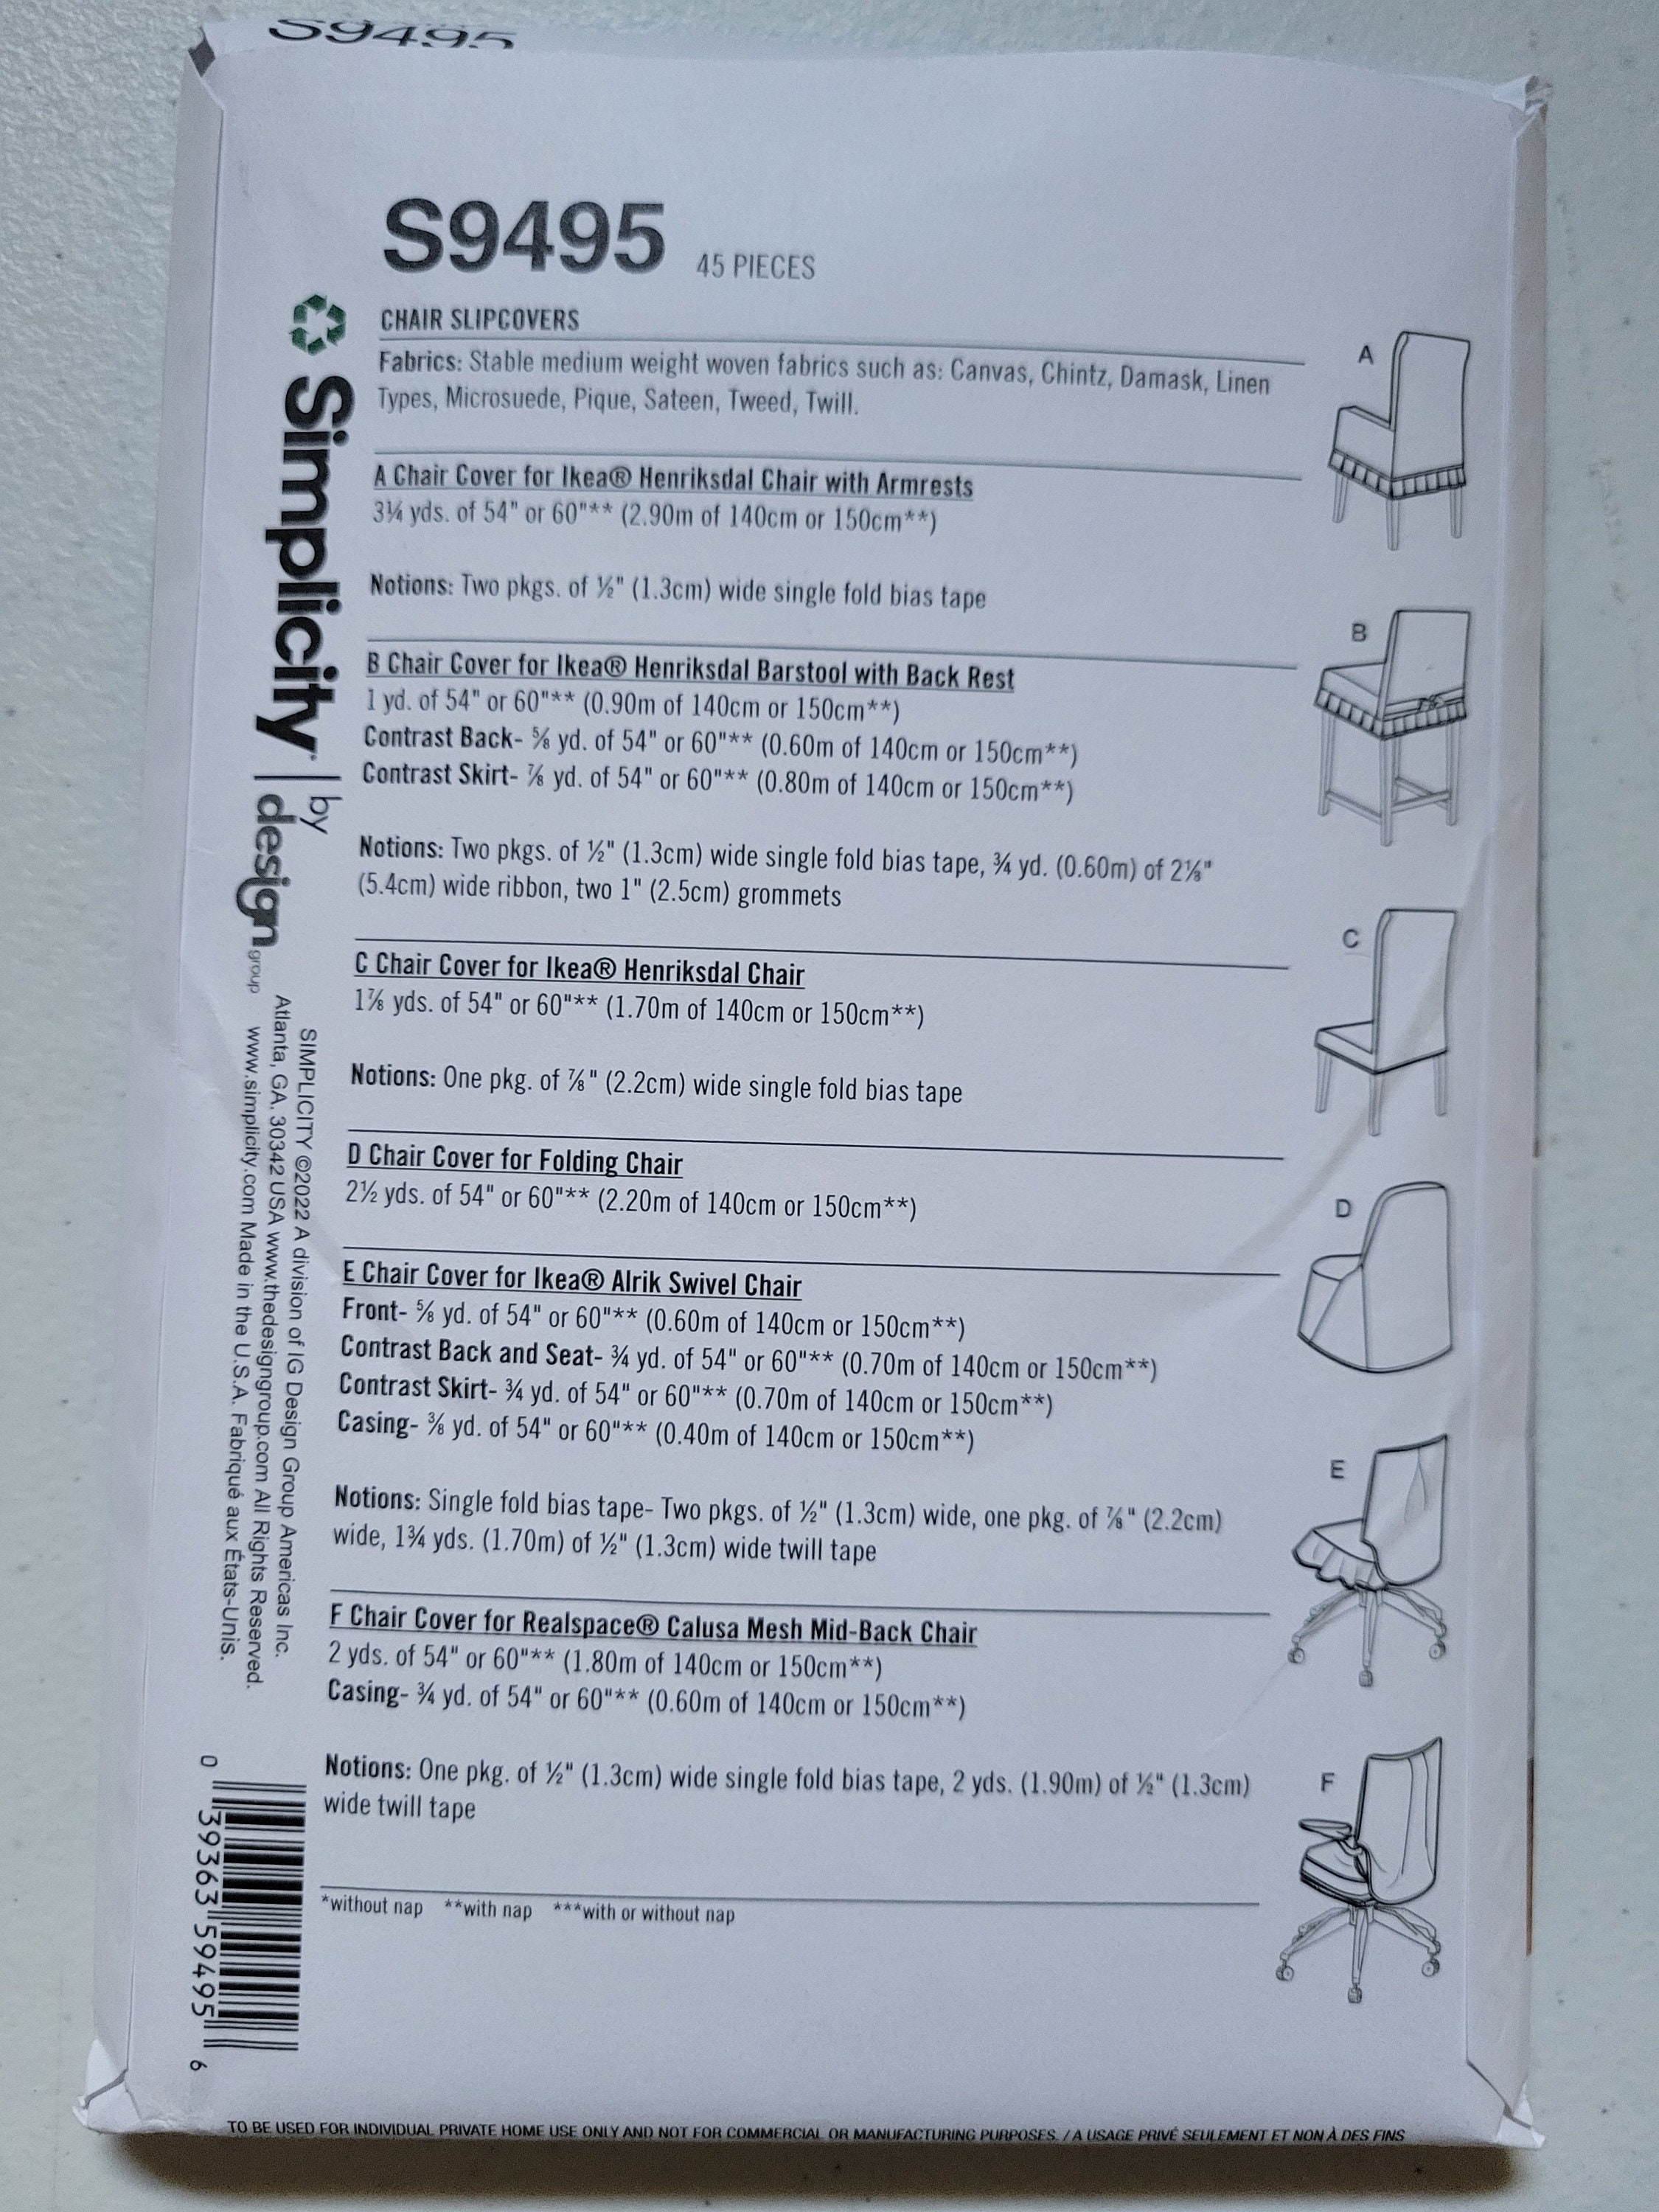 S9495
S9495 45 PIECES
CHAIR SLIPCOVERS
Fabrics: Stable medium weight woven fabrics such as: Canvas, Chintz, Damask, Linen
Types, Microsuede, Pique, Sateen, Tweed, Twill.
A Chair Cover for Ikea® Henriksdal Chair with Armrests
3¼ yds. of 54" or 60"** (2.90m of 140cm or 150cm**)
Notions: Two pkgs. of ½" (1.3cm) wide single fold bias tape
B Chair Cover for Ikea® Henriksdal Barstool with Back Rest
1 yd. of 54" or 60"** (0.90m of 140cm or 150cm**)
Contrast Back- ⅝ yd. of 54" or 60"** (0.60m of 140cm or 150cm**)
Contrast Skirt- ⅞ yd. of 54" or 60"** (0.80m of 140cm or 150cm**)
Notions: Two pkgs. of ½" (1.3cm) wide single fold bias tape, ¾ yd. (0.60m) of 2⅛"
(5.4cm) wide ribbon, two 1" (2.5cm) grommets
C Chair Cover for Ikea® Henriksdal Chair
1⅞ yds. of 54" or 60"** (1.70m of 140cm or 150cm**)
Notions: One pkg. of ⅞" (2.2cm) wide single fold bias tape
D Chair Cover for Folding Chair
2½ yds. of 54" or 60"** (2.20m of 140cm or 150cm**)
E Chair Cover for Ikea® Alrik Swivel Chair
Front- ⅝ yd. of 54" or 60"** (0.60m of 140cm or 150cm**)
Contrast Back and Seat- ¾ yd. of 54" or 60"** (0.70m of 140cm or 150cm**)
Contrast Skirt- ¾ yd. of 54" or 60"** (0.70m of 140cm or 150cm**)
Casing- ⅜ yd. of 54" or 60"** (0.40m of 140cm or 150cm**)
Notions: Single fold bias tape- Two pkgs. of ½" (1.3cm) wide, one pkg. of ⅞" (2.2cm)
wide, 1¾ yds. (1.70m) of ½" (1.3cm) wide twill tape
F Chair Cover for Realspace® Calusa Mesh Mid-Back Chair
2 yds. of 54" or 60"** (1.80m of 140cm or 150cm**)
Casing- ¾ yd. of 54" or 60"** (0.60m of 140cm or 150cm**)
Notions: One pkg. of ½" (1.3cm) wide single fold bias tape, 2 yds. (1.90m) of ½" (1.3cm)
wide twill tape
*without nap **with nap ***with or without nap
A
B
C
D
E
F
Simplicity
by
design
group
SIMPLICITY ©2022 A division of IG Design Group Americas Inc.
Atlanta, GA. 30342 USA www.thedesigngroup.com All Rights Reserved.
www.simplicity.com Made in the U.S.A. Fabriqué aux États-Unis.
0 39363 59495 6
TO BE USED FOR INDIVIDUAL PRIVATE HOME USE ONLY AND NOT FOR COMMERCIAL OR MANUFACTURING PURPOSES. / A USAGE PRIVÉ SEULEMENT ET NON À DES FINS